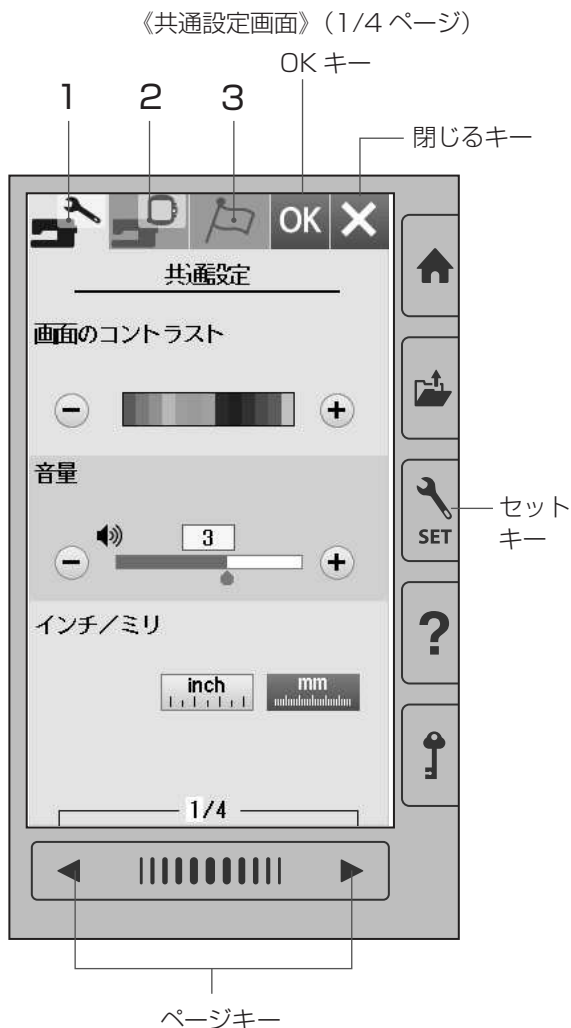 《共通設定画面》（1/4 ページ）
OK キー
1 2 3
閉じるキー
OK
共通設定
画面のコントラスト
音量
3
セット
キー
SET
インチ／ミリ
?
inch mm
1/4
ページキー